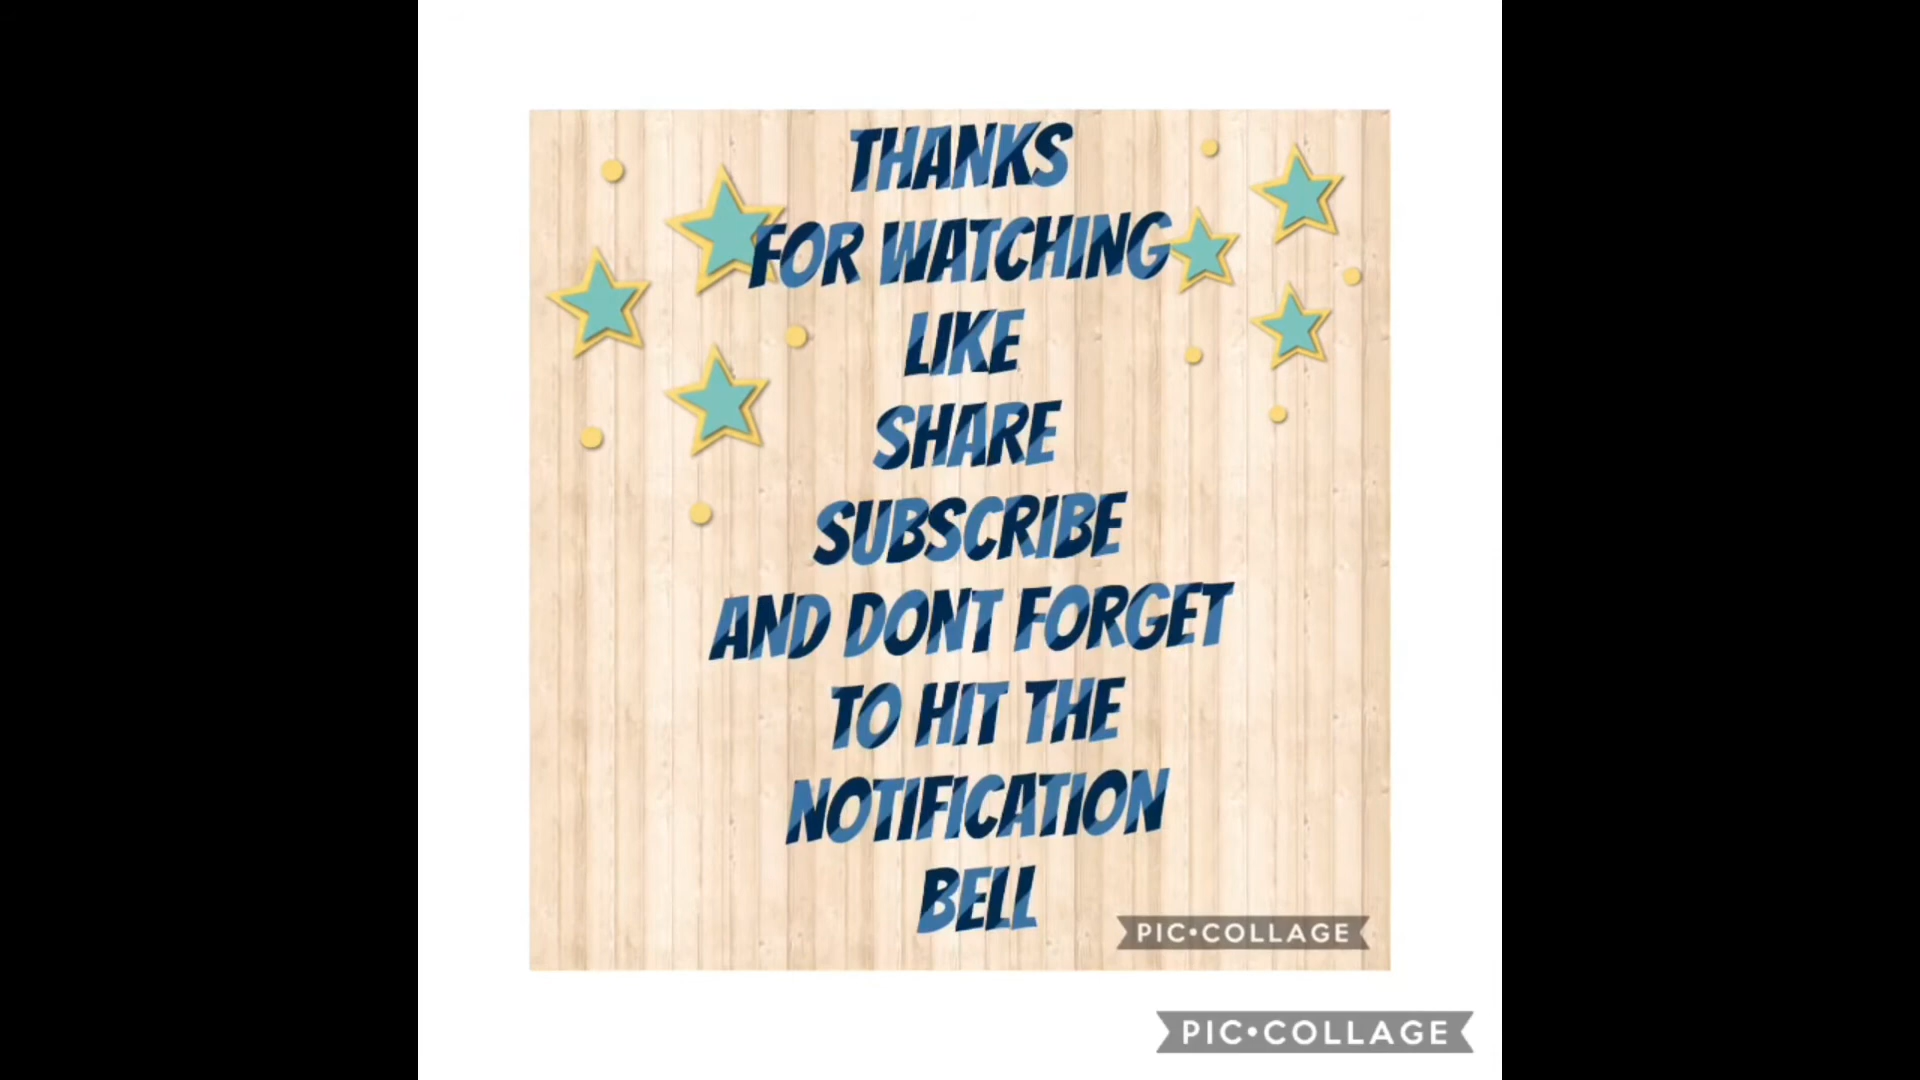 THANKS
FOR WATCHING
LIKE
SHARE
SUBSCRIBE
AND DONT FORGET
TO HIT THE
NOTIFICATION
BELL
PIC•COLLAGE
PIC•COLLAGE